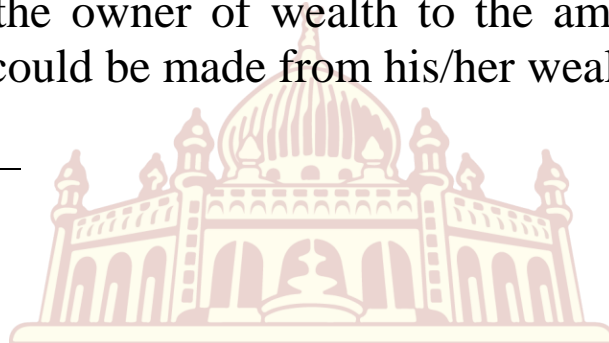 the owner of wealth to the am
could be made from his/her weal